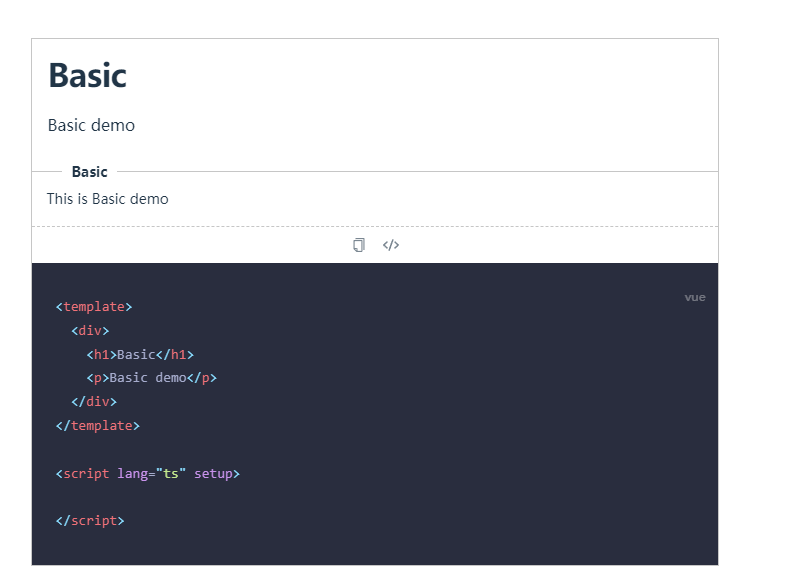 Basic
Basic demo
Basic
This is Basic demo
</>
vue
<template>
  <div>
    <h1>Basic</h1>
    <p>Basic demo</p>
  </div>
</template>
<script lang="ts" setup>
</script>